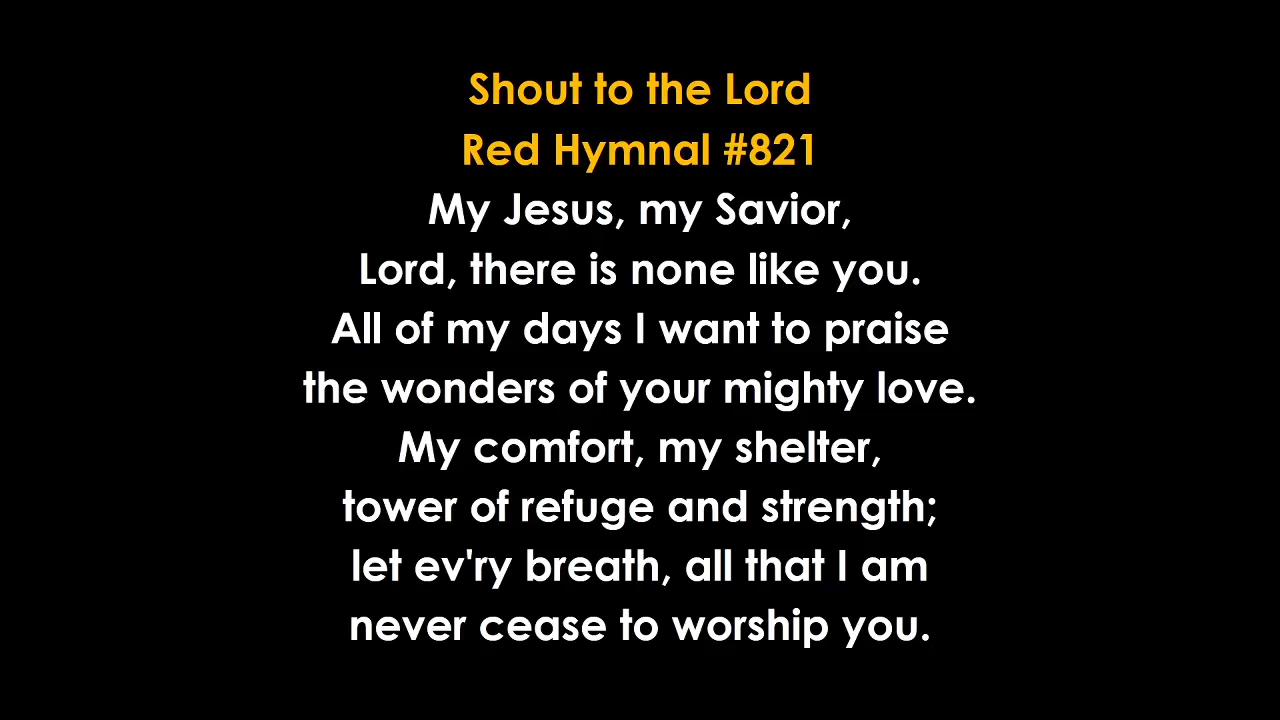 Shout to the Lord
Red Hymnal #821
My Jesus, my Savior,
Lord, there is none like you.
All of my days I want to praise
the wonders of your mighty love.
My comfort, my shelter,
tower of refuge and strength;
let ev'ry breath, all that I am
never cease to worship you.